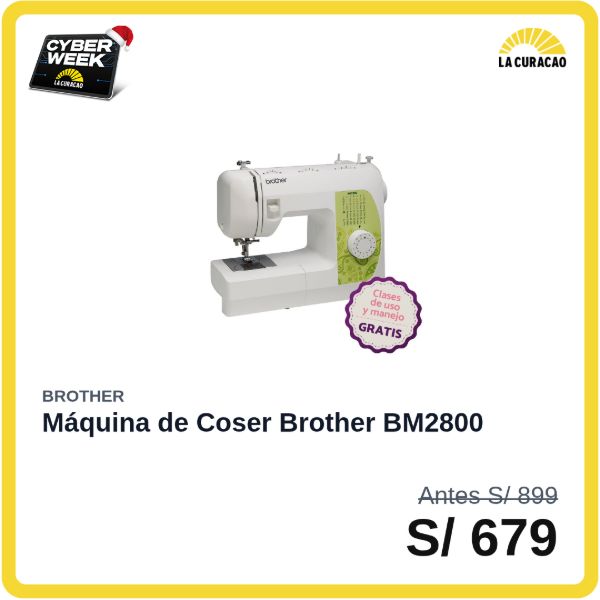 CYBER
WEEK
LA CURACAO
LA CURACAO
brother
Clases
de uso
y manejo
GRATIS
BROTHER
Máquina de Coser Brother BM2800
Antes S/ 899
S/ 679